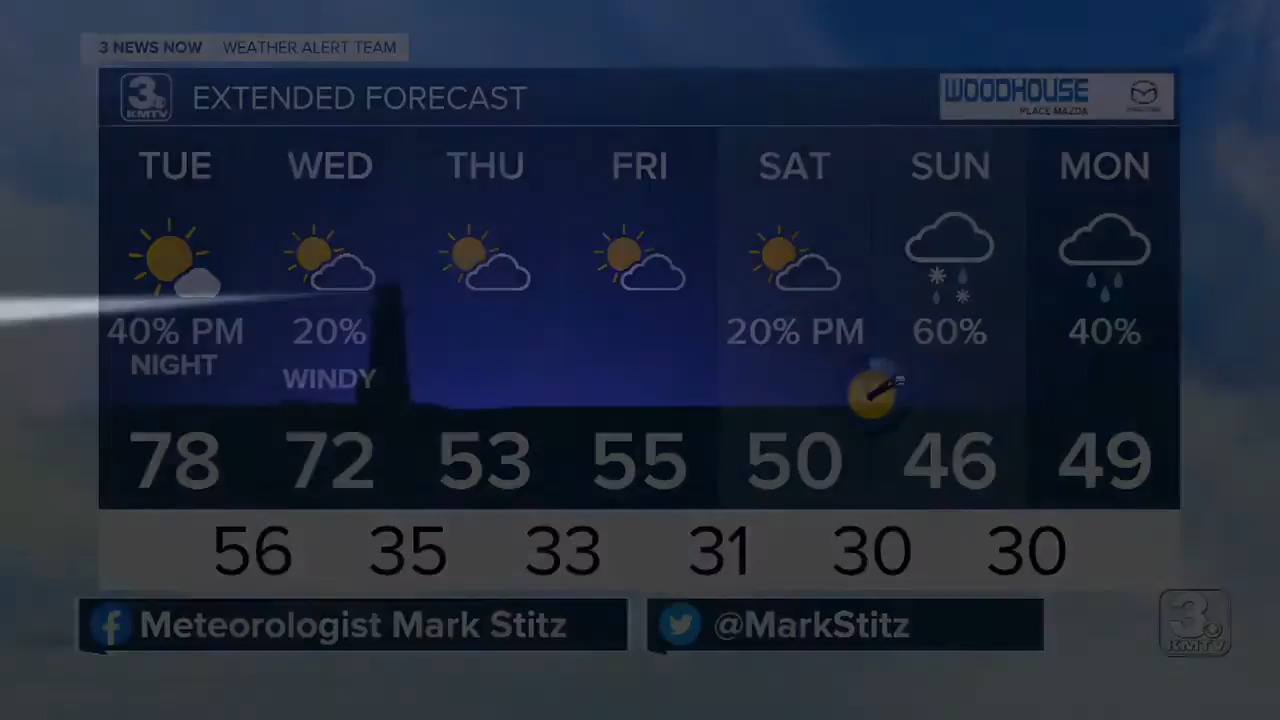 3 NEWS NOW WEATHER ALERT TEAM
3 KMTV EXTENDED FORECAST WOODHOUSE
PLACE MAZDA
TUE WED THU FRI SAT SUN MON
40% PM 20% 20% PM 60% 40%
NIGHT WINDY
78 72 53 55 50 46 49
56 35 33 31 30 30
Meteorologist Mark Stitz @MarkStitz
3 KMTV